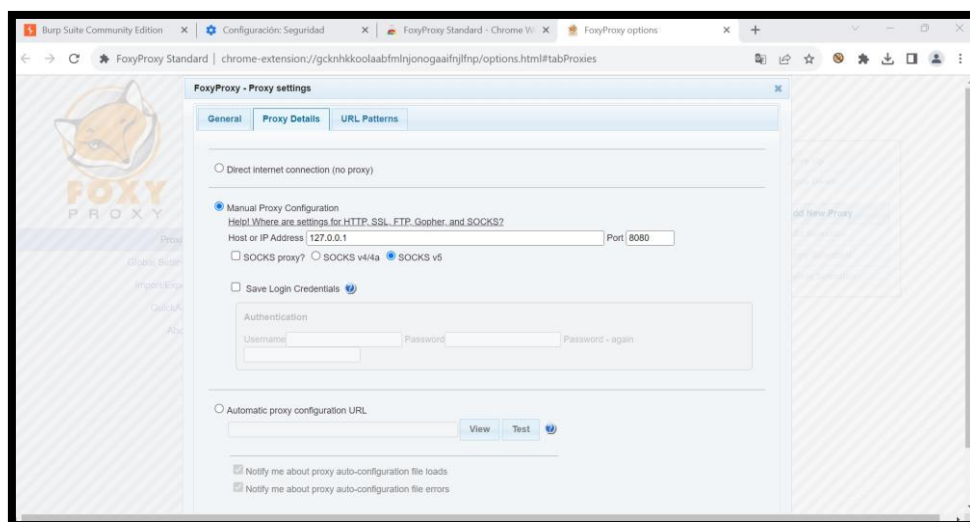 Burp Suite Community Edition
Configuración: Seguridad
FoxyProxy Standard - Chrome W
FoxyProxy options
FoxyProxy Standard | chrome-extension://gcknhkkoolaabfmlnjonogaaifnjlfnp/options.html#tabProxies
FoxyProxy - Proxy settings
General
Proxy Details
URL Patterns
Direct internet connection (no proxy)
Manual Proxy Configuration
Help! Where are settings for HTTP, SSL, FTP, Gopher, and SOCKS?
Host or IP Address 127.0.0.1 Port 8080
SOCKS proxy? SOCKS v4/4a SOCKS v5
Save Login Credentials
Authentication
Username Password Password - again
Automatic proxy configuration URL
View Test
Notify me about proxy auto-configuration file loads
Notify me about proxy auto-configuration file errors
FOXY
PROXY
Global
QuickA
New Proxy